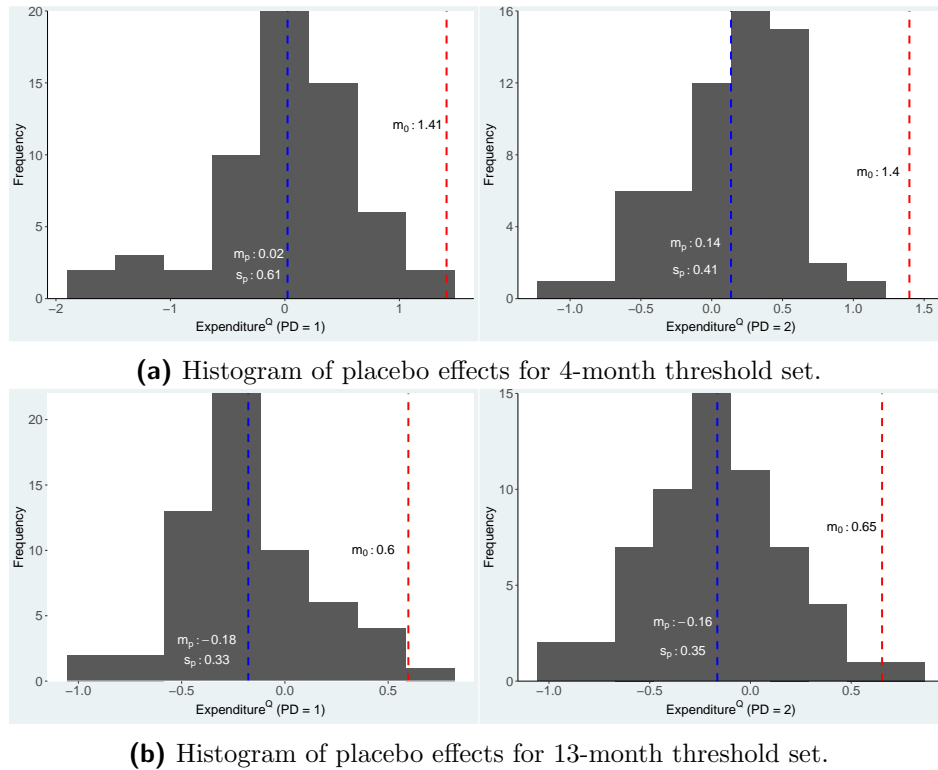 20
15
10
5
0
Frequency
m₀ : 1.41
mₚ : 0.02
sₚ : 0.61
−2
−1
0
1
Expenditure^Q (PD = 1)
16
12
8
4
0
Frequency
m₀ : 1.4
mₚ : 0.14
sₚ : 0.41
−1.0
−0.5
0.0
0.5
1.0
1.5
Expenditure^Q (PD = 2)
(a) Histogram of placebo effects for 4-month threshold set.
20
15
10
5
0
Frequency
m₀ : 0.6
mₚ : −0.18
sₚ : 0.33
−1.0
−0.5
0.0
0.5
Expenditure^Q (PD = 1)
15
10
5
0
Frequency
m₀ : 0.65
mₚ : −0.16
sₚ : 0.35
−1.0
−0.5
0.0
0.5
Expenditure^Q (PD = 2)
(b) Histogram of placebo effects for 13-month threshold set.